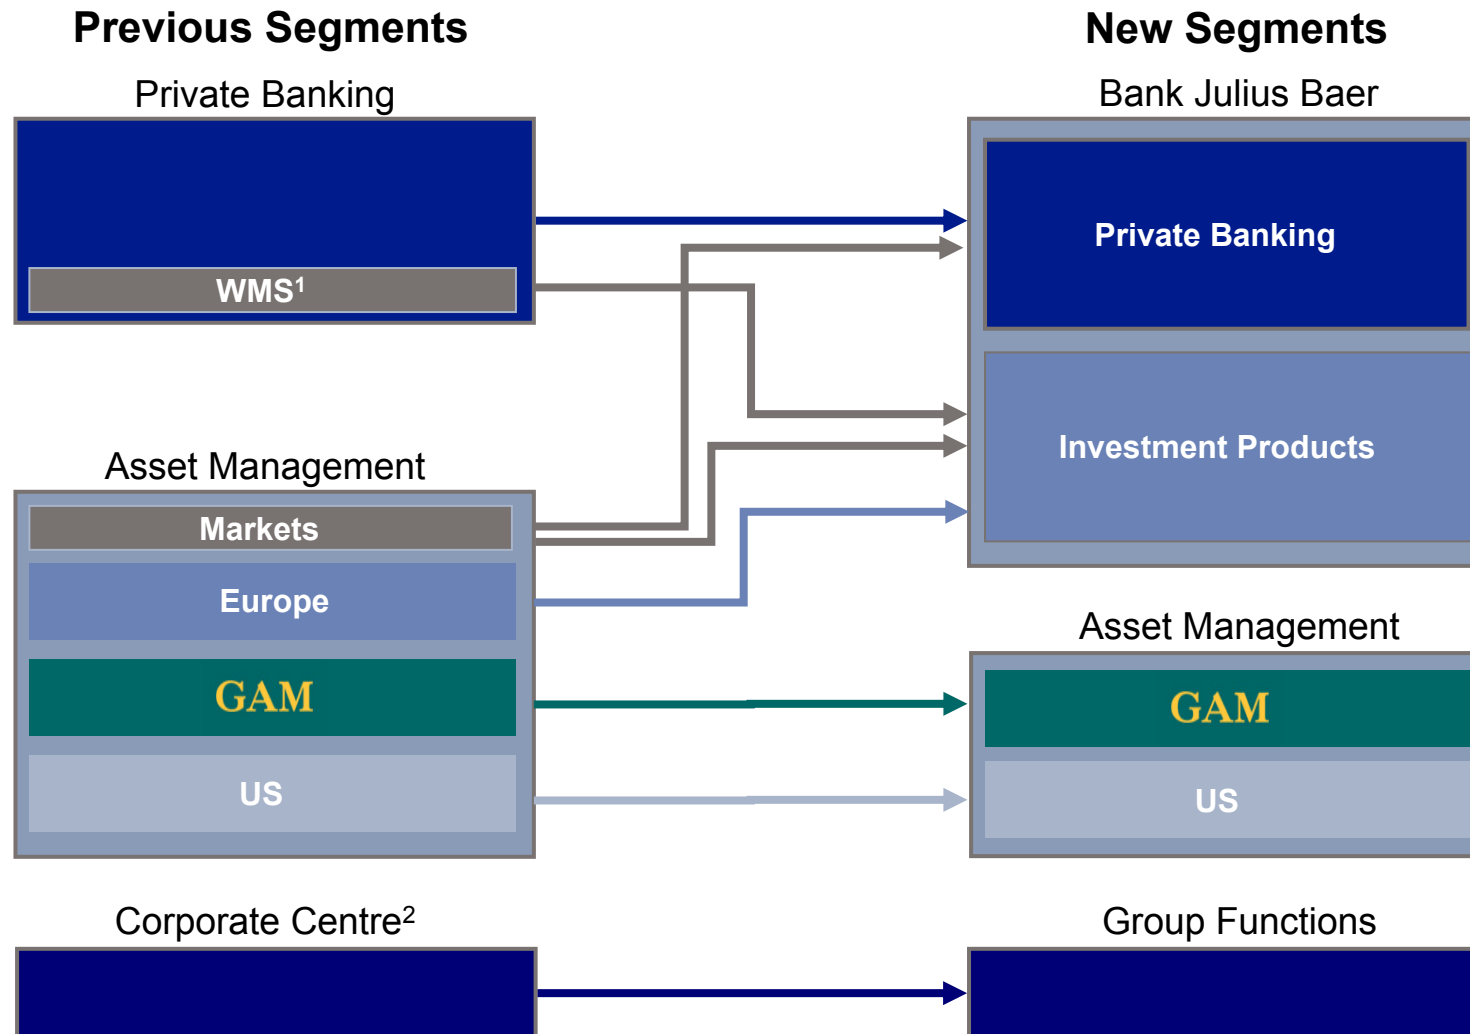 Previous Segments
New Segments
Private Banking
Bank Julius Baer
WMS¹
Private Banking
Investment Products
Asset Management
Markets
Europe
GAM
US
Asset Management
GAM
US
Corporate Centre²
Group Functions